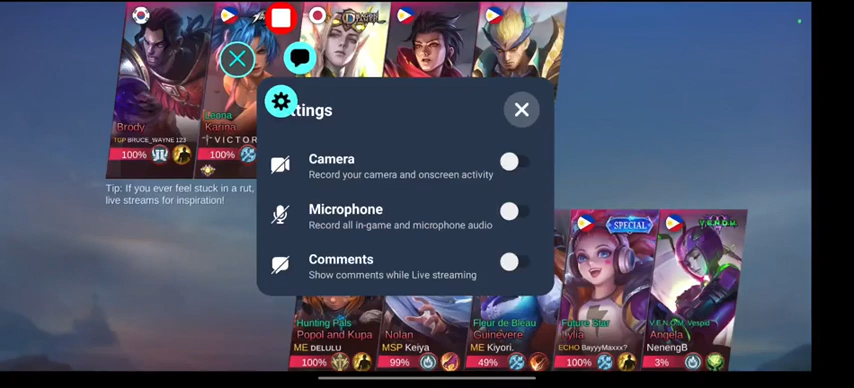 Brody
TGP BRUCE_WAYNE 123
100%
Lenna
Karina
VICTOR
100%
Tip: If you ever feel stuck in a rut,
live streams for inspiration!
ttings
Camera
Record your camera and onscreen activity
Microphone
Record all in-game and microphone audio
Comments
Show comments while Live streaming
SPECIAL
V.E.N.O.M.
Hunting Pals
Popol and Kupa
ME DELULU
100%
Nolan
MSP Keiya
99%
Fleur de Bleau
Guinevere
ME Kiyori.
49%
Future Star
ECHO BayyyMaxxx?
100%
V.E.N.O.M. Vespid
Angela
NenengB
3%